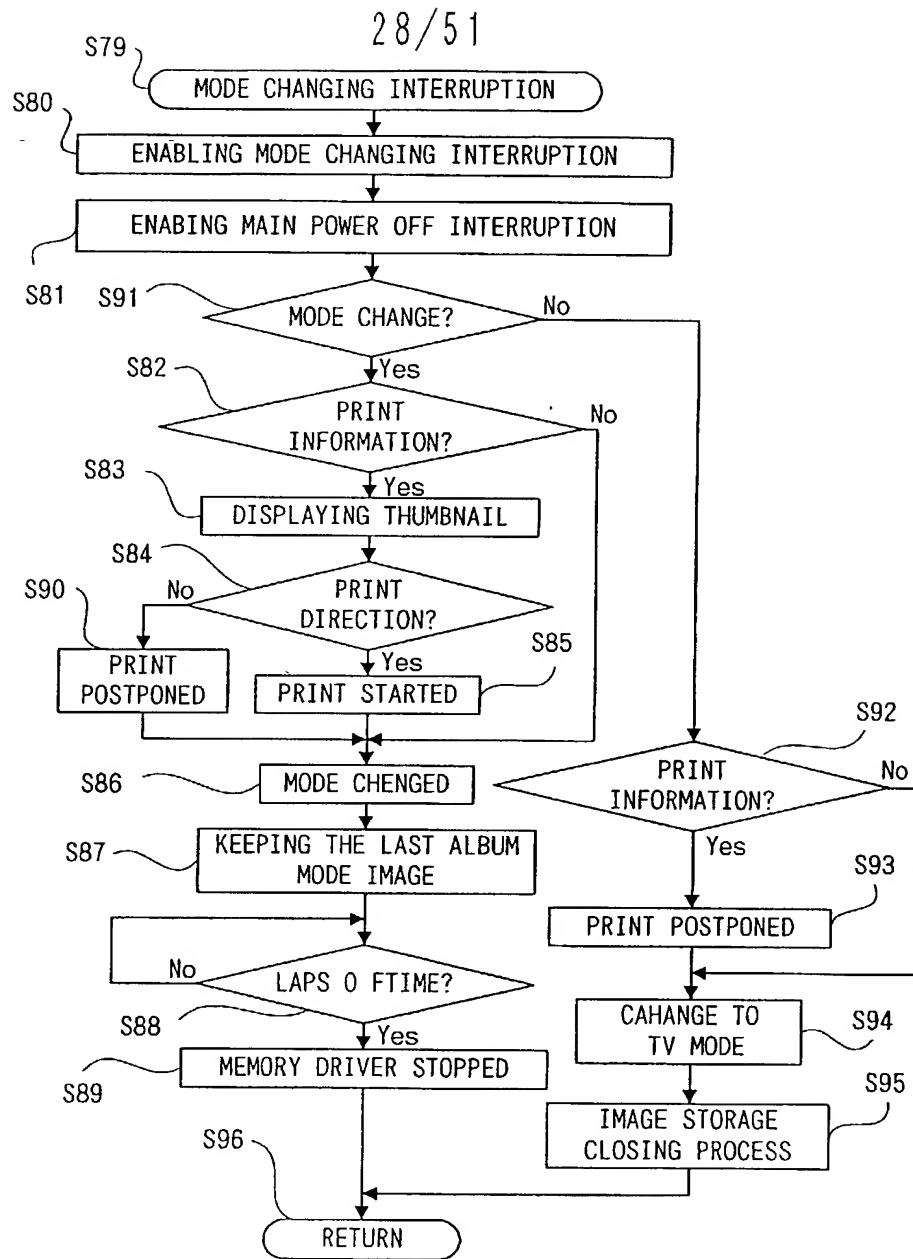 28/51
S79
MODE CHANGING INTERRUPTION
S80
ENABLING MODE CHANGING INTERRUPTION
ENABING MAIN POWER OFF INTERRUPTION
S81
S91
MODE CHANGE?
No
Yes
S82
PRINT
INFORMATION?
No
Yes
S83
DISPLAYING THUMBNAIL
S84
PRINT
DIRECTION?
No
S90
Yes
S85
PRINT
POSTPONED
PRINT STARTED
S92
PRINT
INFORMATION?
No
Yes
S86
MODE CHENGED
S87
KEEPING THE LAST ALBUM
MODE IMAGE
S93
PRINT POSTPONED
LAPS O FTIME?
No
S88
Yes
CAHANGE TO
TV MODE
S94
MEMORY DRIVER STOPPED
S89
S95
IMAGE STORAGE
CLOSING PROCESS
S96
RETURN